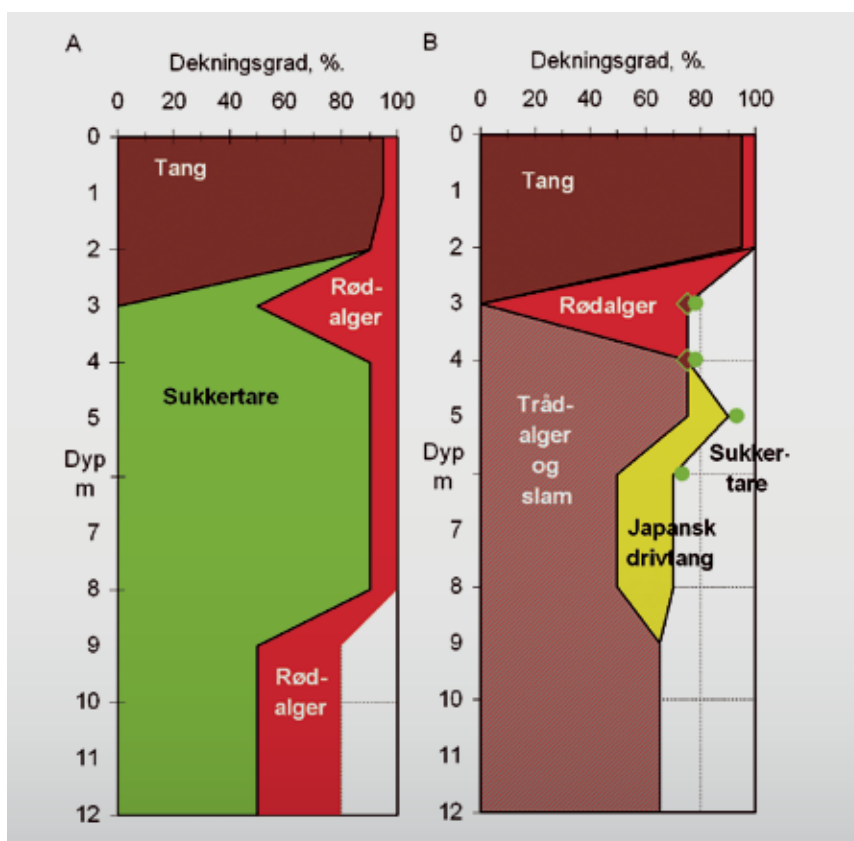 A
Dekningsgrad, %.
0 20 40 60 80 100
0
1
2
3
4
5
Dyp
m
7
8
9
10
11
12
Tang
Rød-
alger
Sukkertare
Rød-
alger
B
Dekningsgrad, %.
0 20 40 60 80 100
0
1
2
3
4
5
Dyp
m
7
8
9
10
11
12
Tang
Rødalger
Tråd-
alger
og
slam
Sukker-
tare
Japansk
drivtang